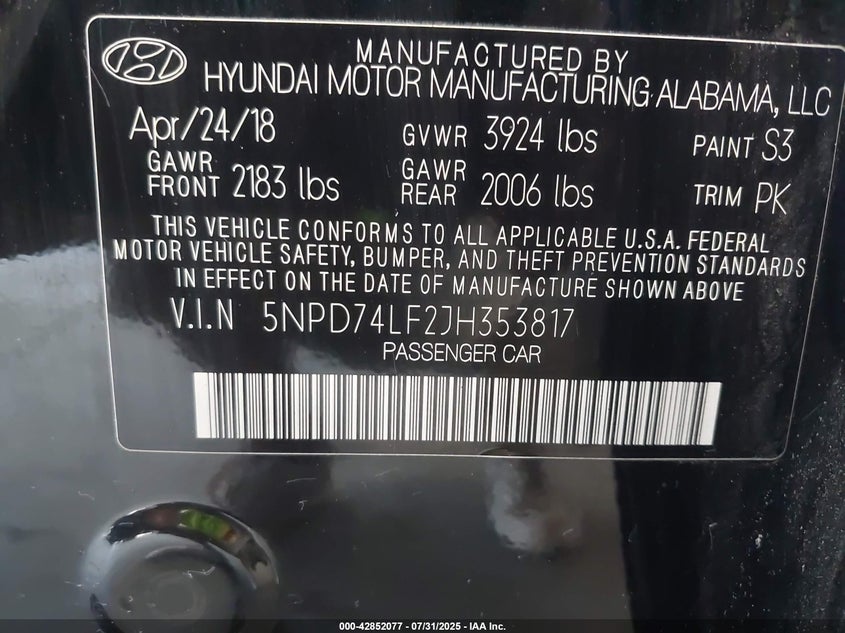 MANUFACTURED BY
HYUNDAI MOTOR MANUFACTURING ALABAMA, LLC
Apr/24/18 GVWR 3924 lbs PAINT S3
GAWR FRONT 2183 lbs GAWR REAR 2006 lbs TRIM PK
THIS VEHICLE CONFORMS TO ALL APPLICABLE U.S.A. FEDERAL
MOTOR VEHICLE SAFETY, BUMPER, AND THEFT PREVENTION STANDARDS
IN EFFECT ON THE DATE OF MANUFACTURE SHOWN ABOVE
V.I.N 5NPD74LF2JH353817
PASSENGER CAR
000-42852077 - 07/31/2025 - IAA Inc.